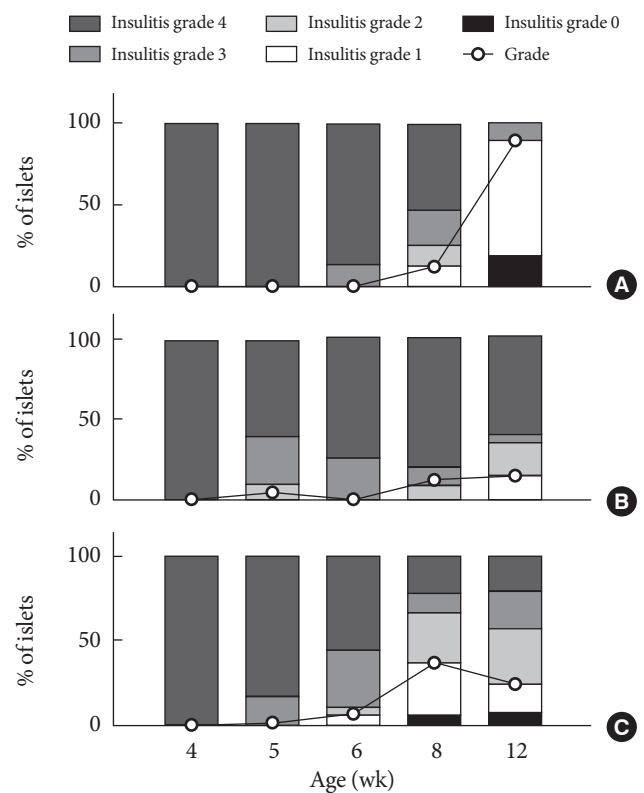 Insulitis grade 4 Insulitis grade 2 Insulitis grade 0
Insulitis grade 3 Insulitis grade 1 Grade
100
50
0
% of islets
A
100
50
0
% of islets
B
100
50
0
% of islets
C
4 5 6 8 12
Age (wk)